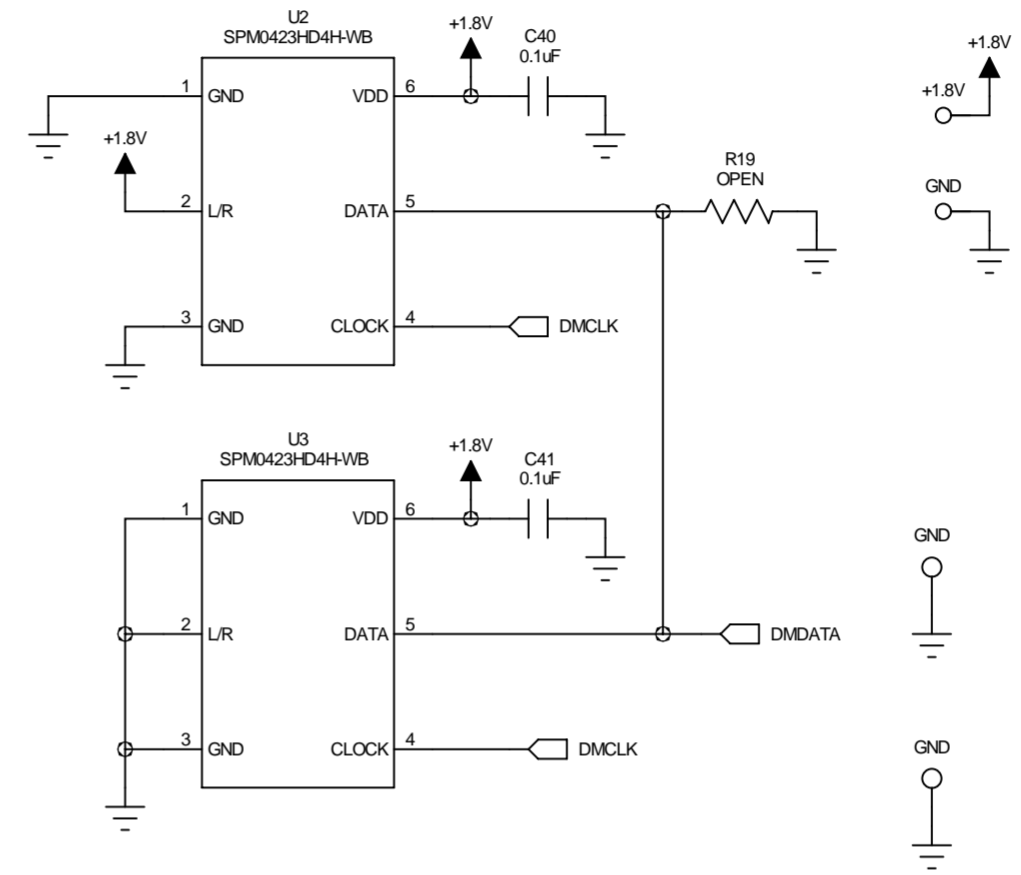 U2
SPM0423HD4H-WB
+1.8V
C40
0.1uF
1 GND VDD 6
+1.8V
2 L/R DATA 5
R19
OPEN
3 GND CLOCK 4 DMCLK
+1.8V
+1.8V
GND
U3
SPM0423HD4H-WB
+1.8V
C41
0.1uF
1 GND VDD 6
2 L/R DATA 5 DMDATA
3 GND CLOCK 4 DMCLK
GND
GND